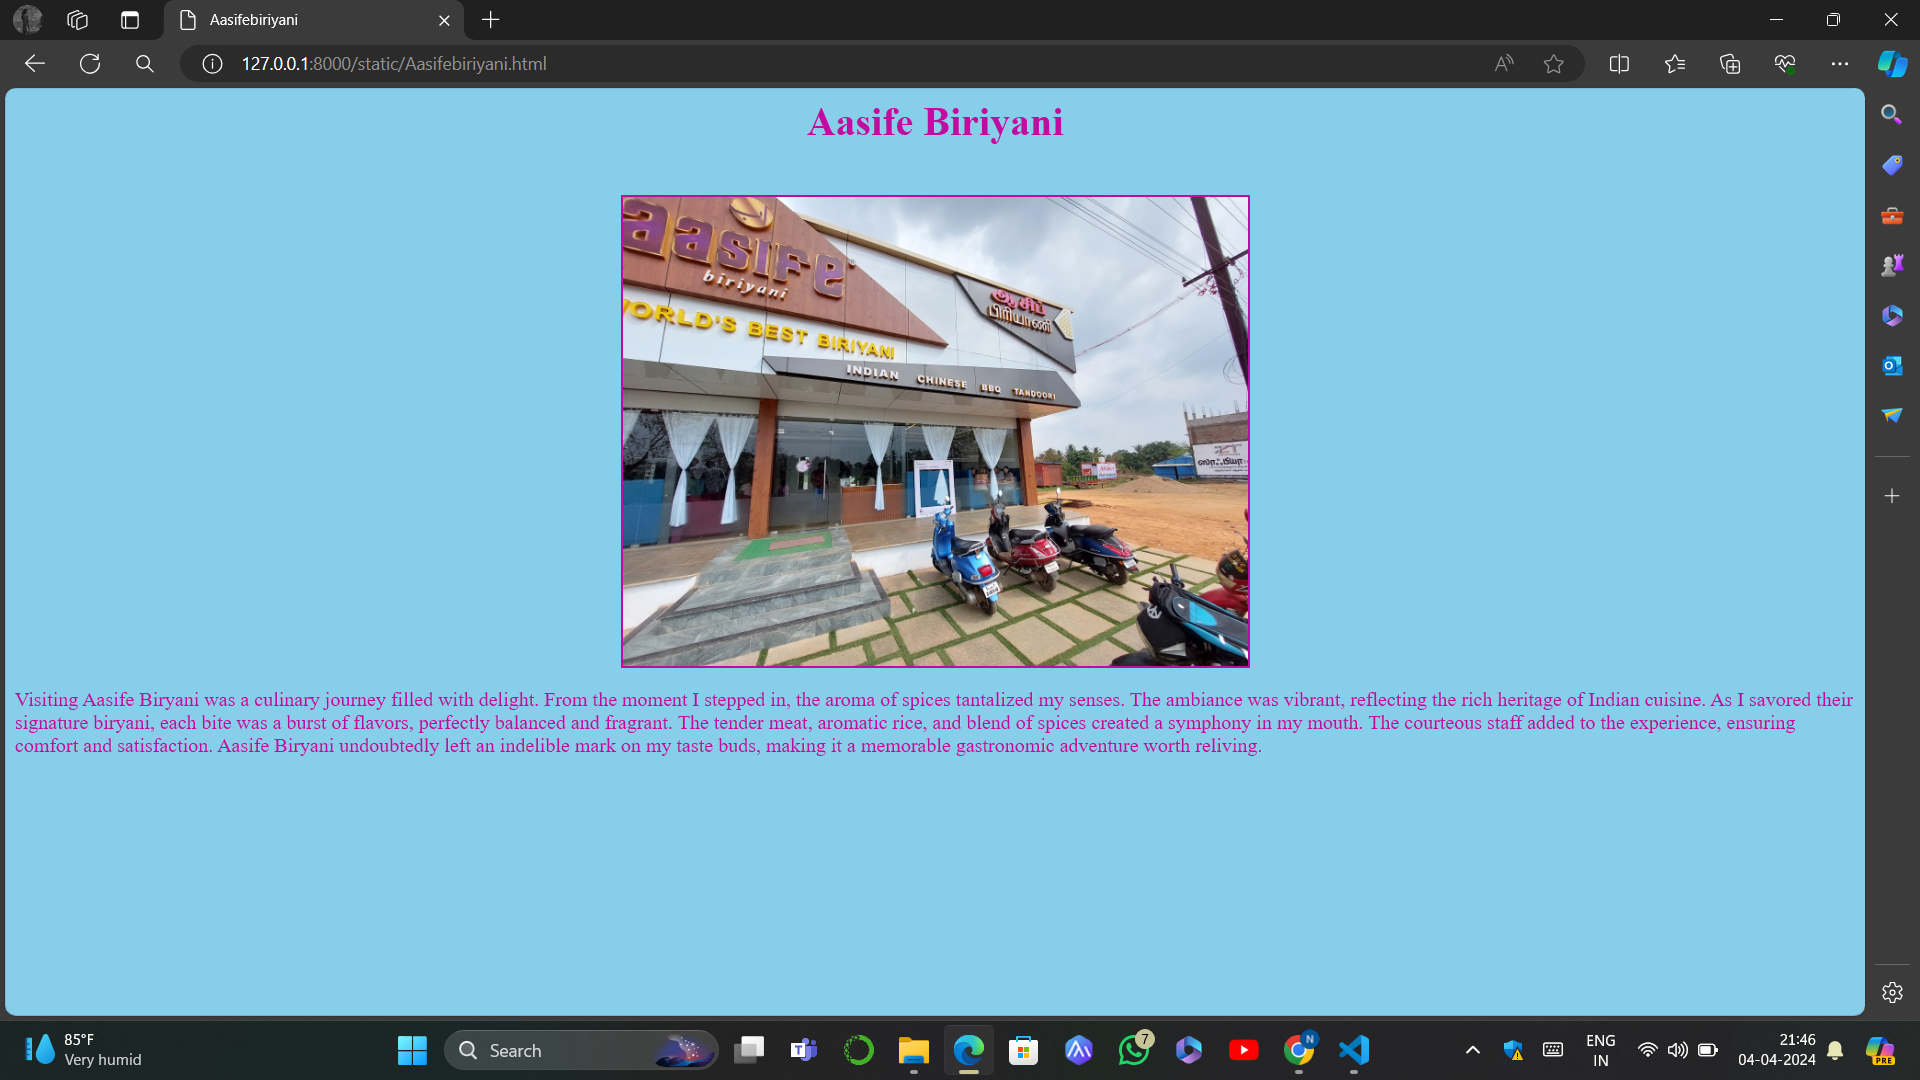 Aasifebiriyani
127.0.0.1:8000/static/Aasifebiriyani.html
Aasife Biriyani
aasife
biriyani
WORLD'S BEST BIRIYANI
ஆசிப்
பிரியாணி
INDIAN CHINESE BBQ TANDOORI
Visiting Aasife Biryani was a culinary journey filled with delight. From the moment I stepped in, the aroma of spices tantalized my senses. The ambiance was vibrant, reflecting the rich heritage of Indian cuisine. As I savored their
signature biryani, each bite was a burst of flavors, perfectly balanced and fragrant. The tender meat, aromatic rice, and blend of spices created a symphony in my mouth. The courteous staff added to the experience, ensuring
comfort and satisfaction. Aasife Biryani undoubtedly left an indelible mark on my taste buds, making it a memorable gastronomic adventure worth reliving.
85°F
Very humid
Search
7
N
ENG
IN
21:46
04-04-2024
PRE